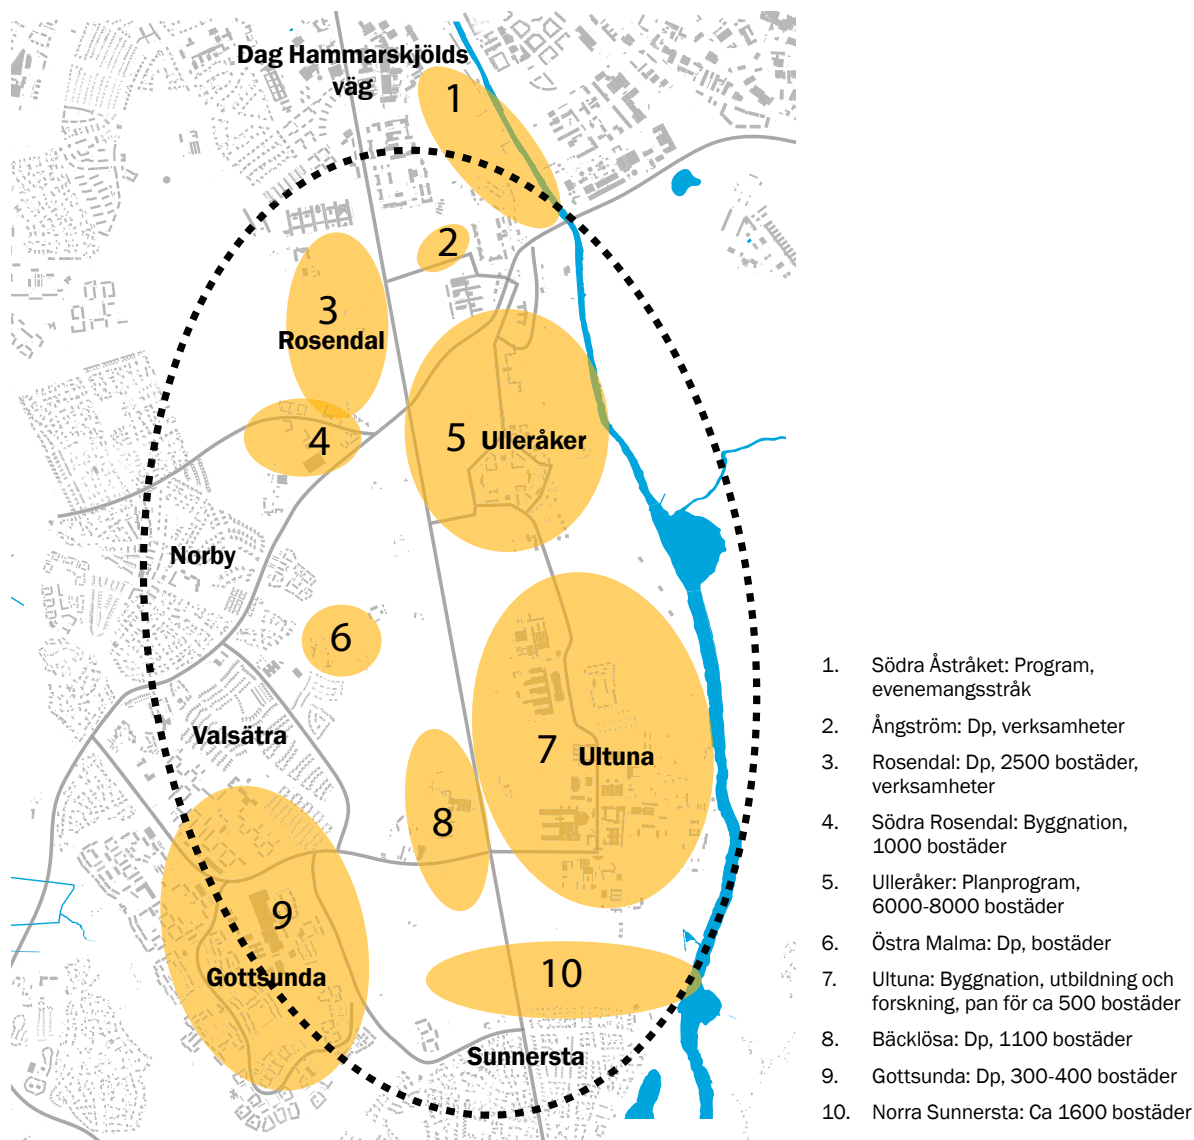 Dag Hammarskjölds
väg
1
2
3
Rosendal
4
5 Ulleråker
Norby
6
Valsätra
7 Ultuna
8
9
Gottsunda
10
Sunnersta
1. Södra Åstråket: Program,
evenemangsstråk
2. Ångström: Dp, verksamheter
3. Rosendal: Dp, 2500 bostäder,
verksamheter
4. Södra Rosendal: Byggnation,
1000 bostäder
5. Ulleråker: Planprogram,
6000-8000 bostäder
6. Östra Malma: Dp, bostäder
7. Ultuna: Byggnation, utbildning och
forskning, pan för ca 500 bostäder
8. Bäcklösa: Dp, 1100 bostäder
9. Gottsunda: Dp, 300-400 bostäder
10. Norra Sunnersta: Ca 1600 bostäder